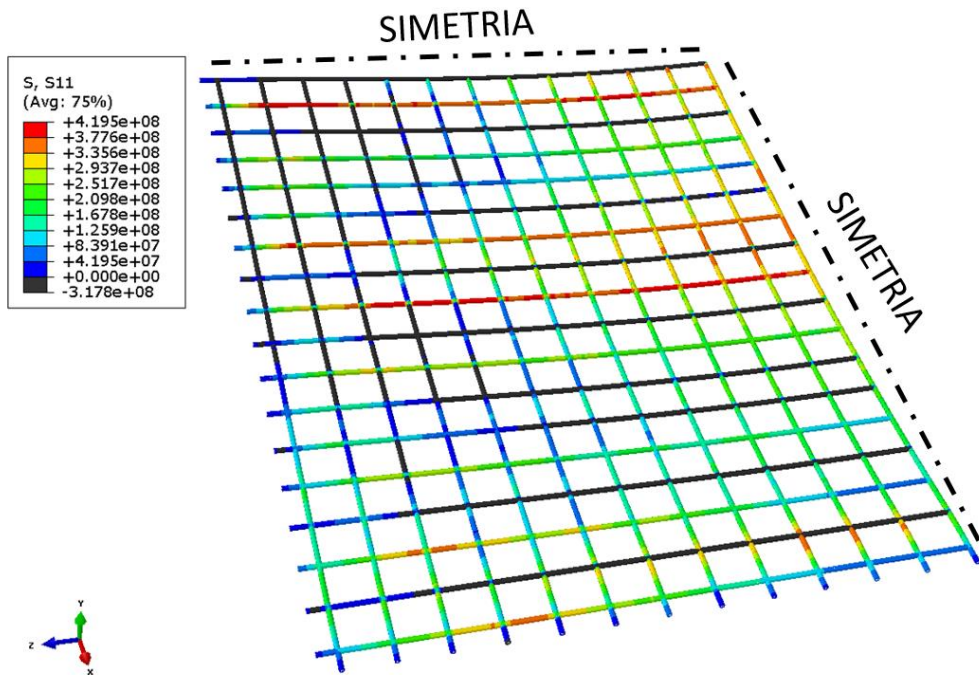 SIMETRIA
S, S11
(Avg: 75%)
+4.195e+08
+3.776e+08
+3.356e+08
+2.937e+08
+2.517e+08
+2.098e+08
+1.678e+08
+1.259e+08
+8.391e+07
+4.195e+07
+0.000e+00
-3.178e+08
SIMETRIA
Y
Z
X